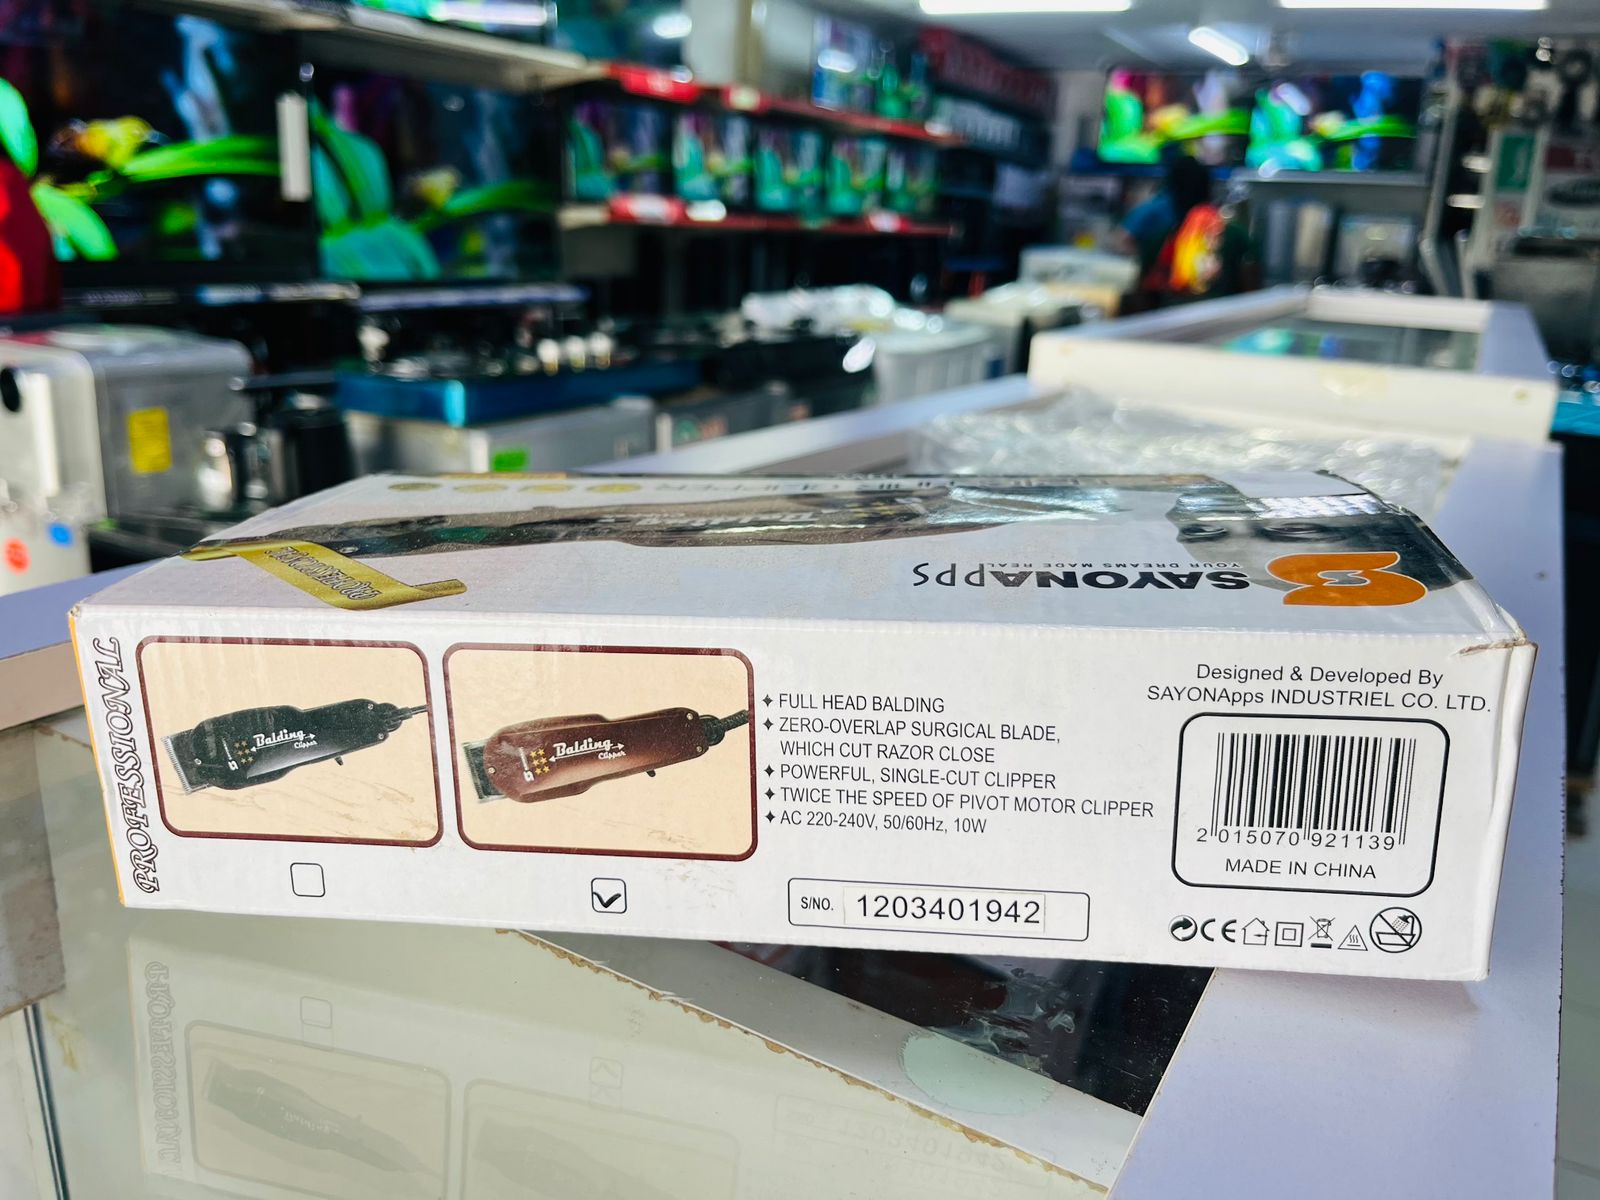 PROFESSIONAL
SAYONAPPS
YOUR DREAMS MADE REAL
PROFESSIONAL
Balding
Clipper
Balding
Clipper
FULL HEAD BALDING
ZERO-OVERLAP SURGICAL BLADE,
WHICH CUT RAZOR CLOSE
POWERFUL, SINGLE-CUT CLIPPER
TWICE THE SPEED OF PIVOT MOTOR CLIPPER
AC 220-240V, 50/60Hz, 10W
S/NO. 1203401942
Designed & Developed By
SAYONApps INDUSTRIEL CO. LTD.
2 015070 921139
MADE IN CHINA
CE